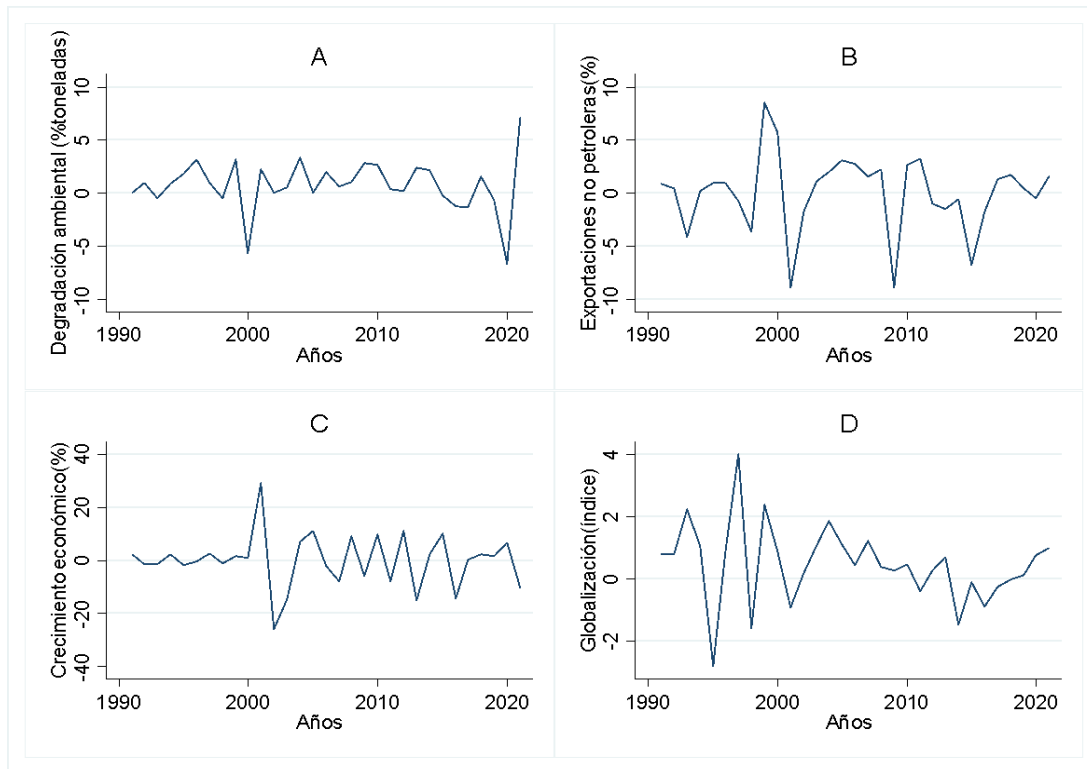 A
Degradación ambiental (%toneladas)
10
5
0
-5
-10
1990 2000 2010 2020
Años
B
Exportaciones no petroleras(%)
10
5
0
-5
-10
1990 2000 2010 2020
Años
C
Crecimiento económico(%)
40
20
0
-20
-40
1990 2000 2010 2020
Años
D
Globalización(índice)
4
2
0
-2
1990 2000 2010 2020
Años